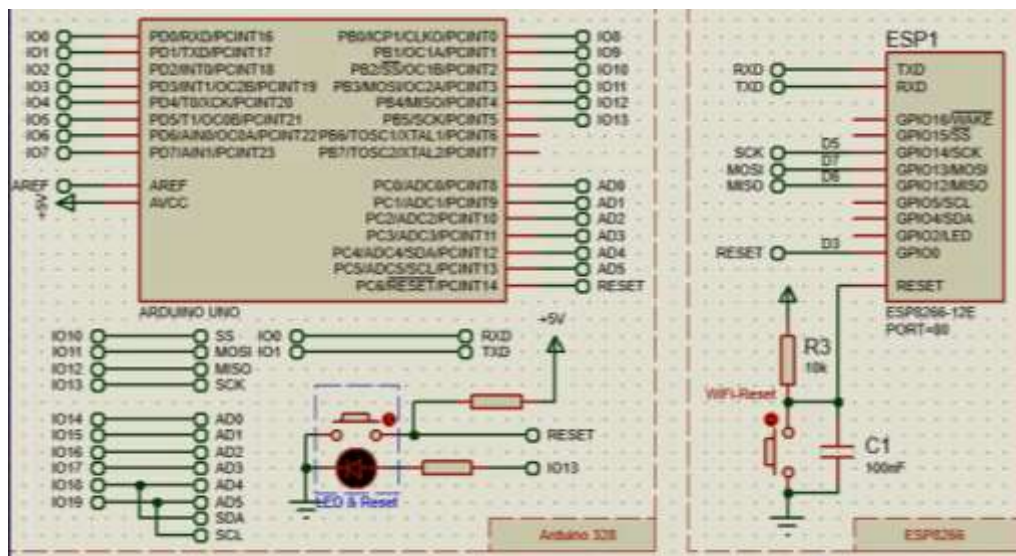 IO0 PD0/RXD/PCINT16 PB0/ICP1/CLKO/PCINT0 IO8
IO1 PD1/TXD/PCINT17 PB1/OC1A/PCINT1 IO9
IO2 PD2/INT0/PCINT18 PB2/SS/OC1B/PCINT2 IO10
IO3 PD3/INT1/OC2B/PCINT19 PB3/MOSI/OC2A/PCINT3 IO11
IO4 PD4/T0/XCK/PCINT20 PB4/MISO/PCINT4 IO12
IO5 PD5/T1/OC0B/PCINT21 PB5/SCK/PCINT5 IO13
IO6 PD6/AIN0/OC0A/PCINT22 PB6/TOSC1/XTAL1/PCINT6
IO7 PD7/AIN1/PCINT23 PB7/TOSC2/XTAL2/PCINT7
AREF AREF PC0/ADC0/PCINT8 AD0
+5V AVCC PC1/ADC1/PCINT9 AD1
PC2/ADC2/PCINT10 AD2
PC3/ADC3/PCINT11 AD3
PC4/ADC4/SDA/PCINT12 AD4
PC5/ADC5/SCL/PCINT13 AD5
PC6/RESET/PCINT14 RESET
ARDUINO UNO
IO10 SS
IO11 MOSI
IO12 MISO
IO13 SCK
IO0 RXD
IO1 TXD
IO14 AD0
IO15 AD1
IO16 AD2
IO17 AD3
IO18 AD4
IO19 AD5
SDA
SCL
+5V
RESET
IO13
LED & Reset
Arduino 328
ESP1
RXD TXD
TXD RXD
GPIO16/WAKE
GPIO15/SS
SCK D5 GPIO14/SCK
MOSI D7 GPIO13/MOSI
MISO D6 GPIO12/MISO
GPIO5/SCL
GPIO4/SDA
GPIO2/LED
RESET D3 GPIO0
RESET
ESP8266-12E
PORT=80
R3
10k
WiFi-Reset
C1
100nF
ESP8266